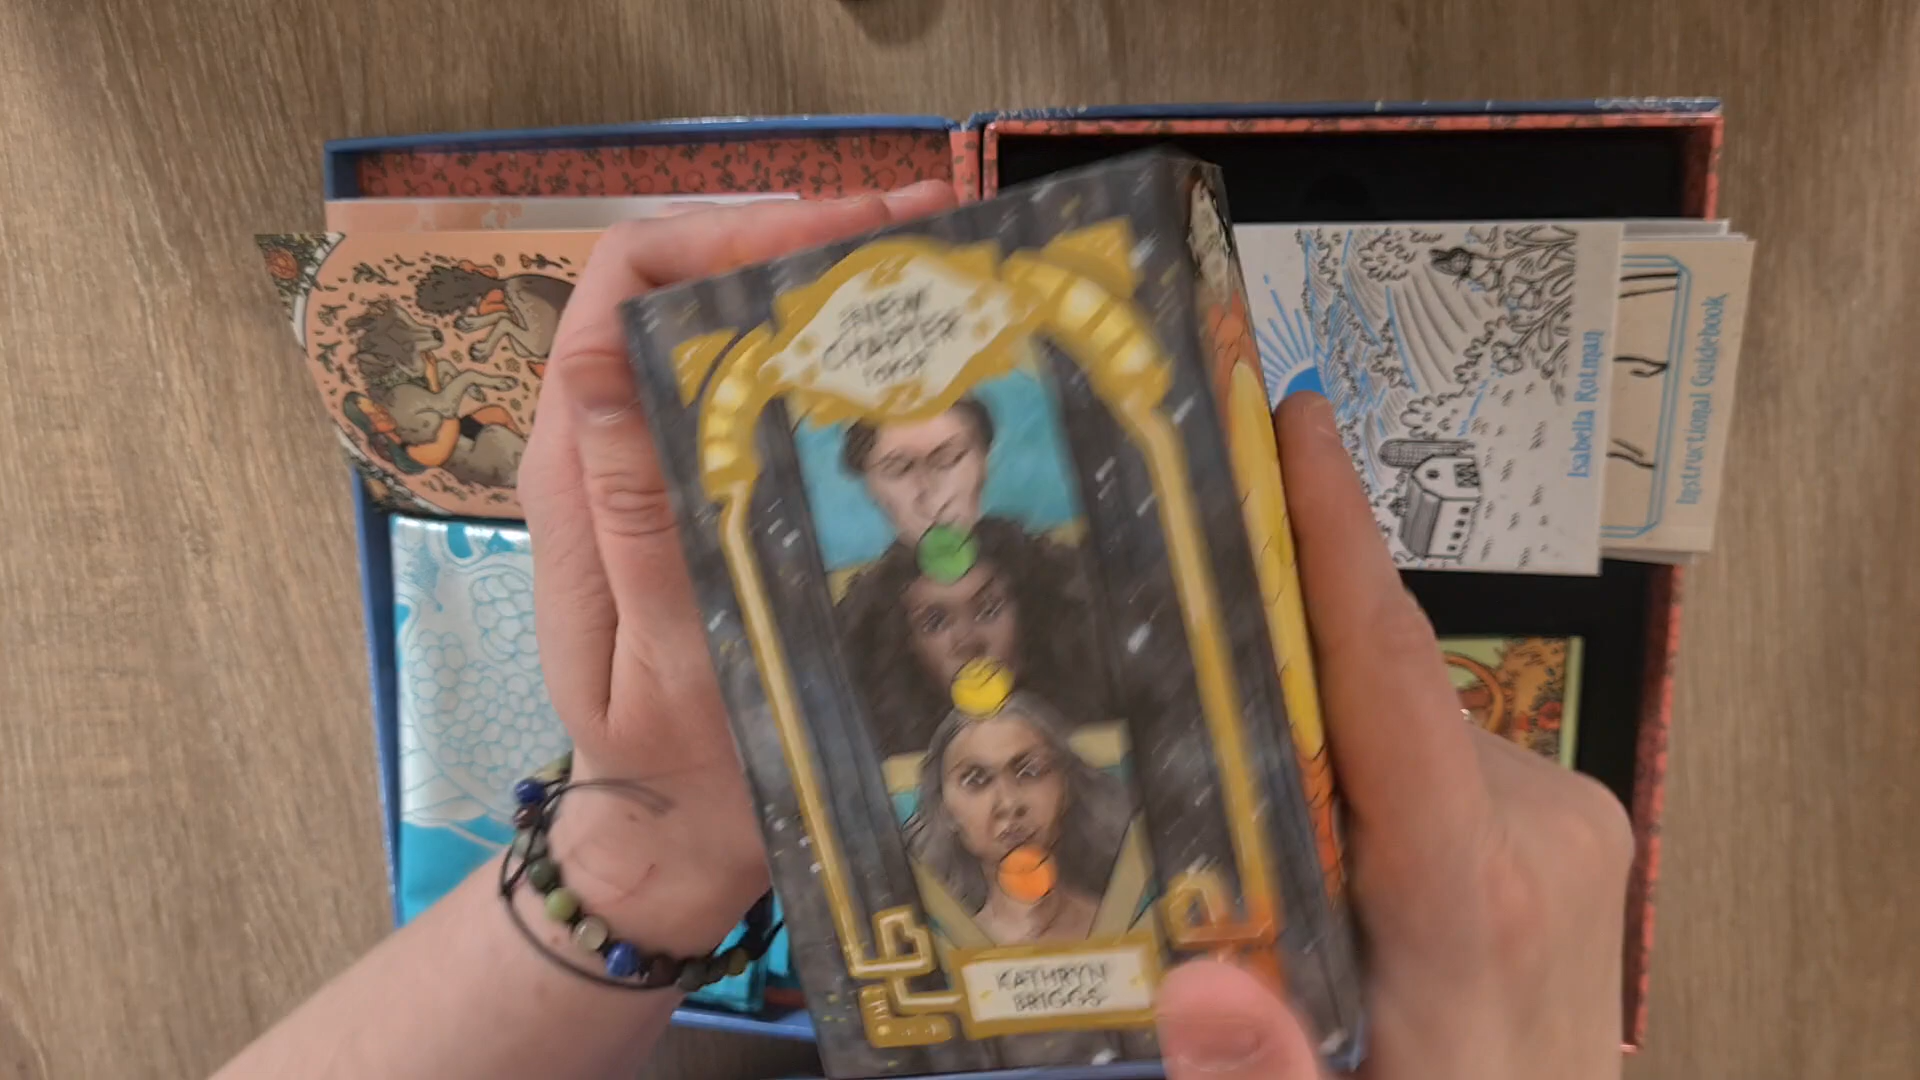 NEW
CHAPTER
TAROT
KATHRYN
BRIGGS
Isabella Rotman
Instructional Guidebook